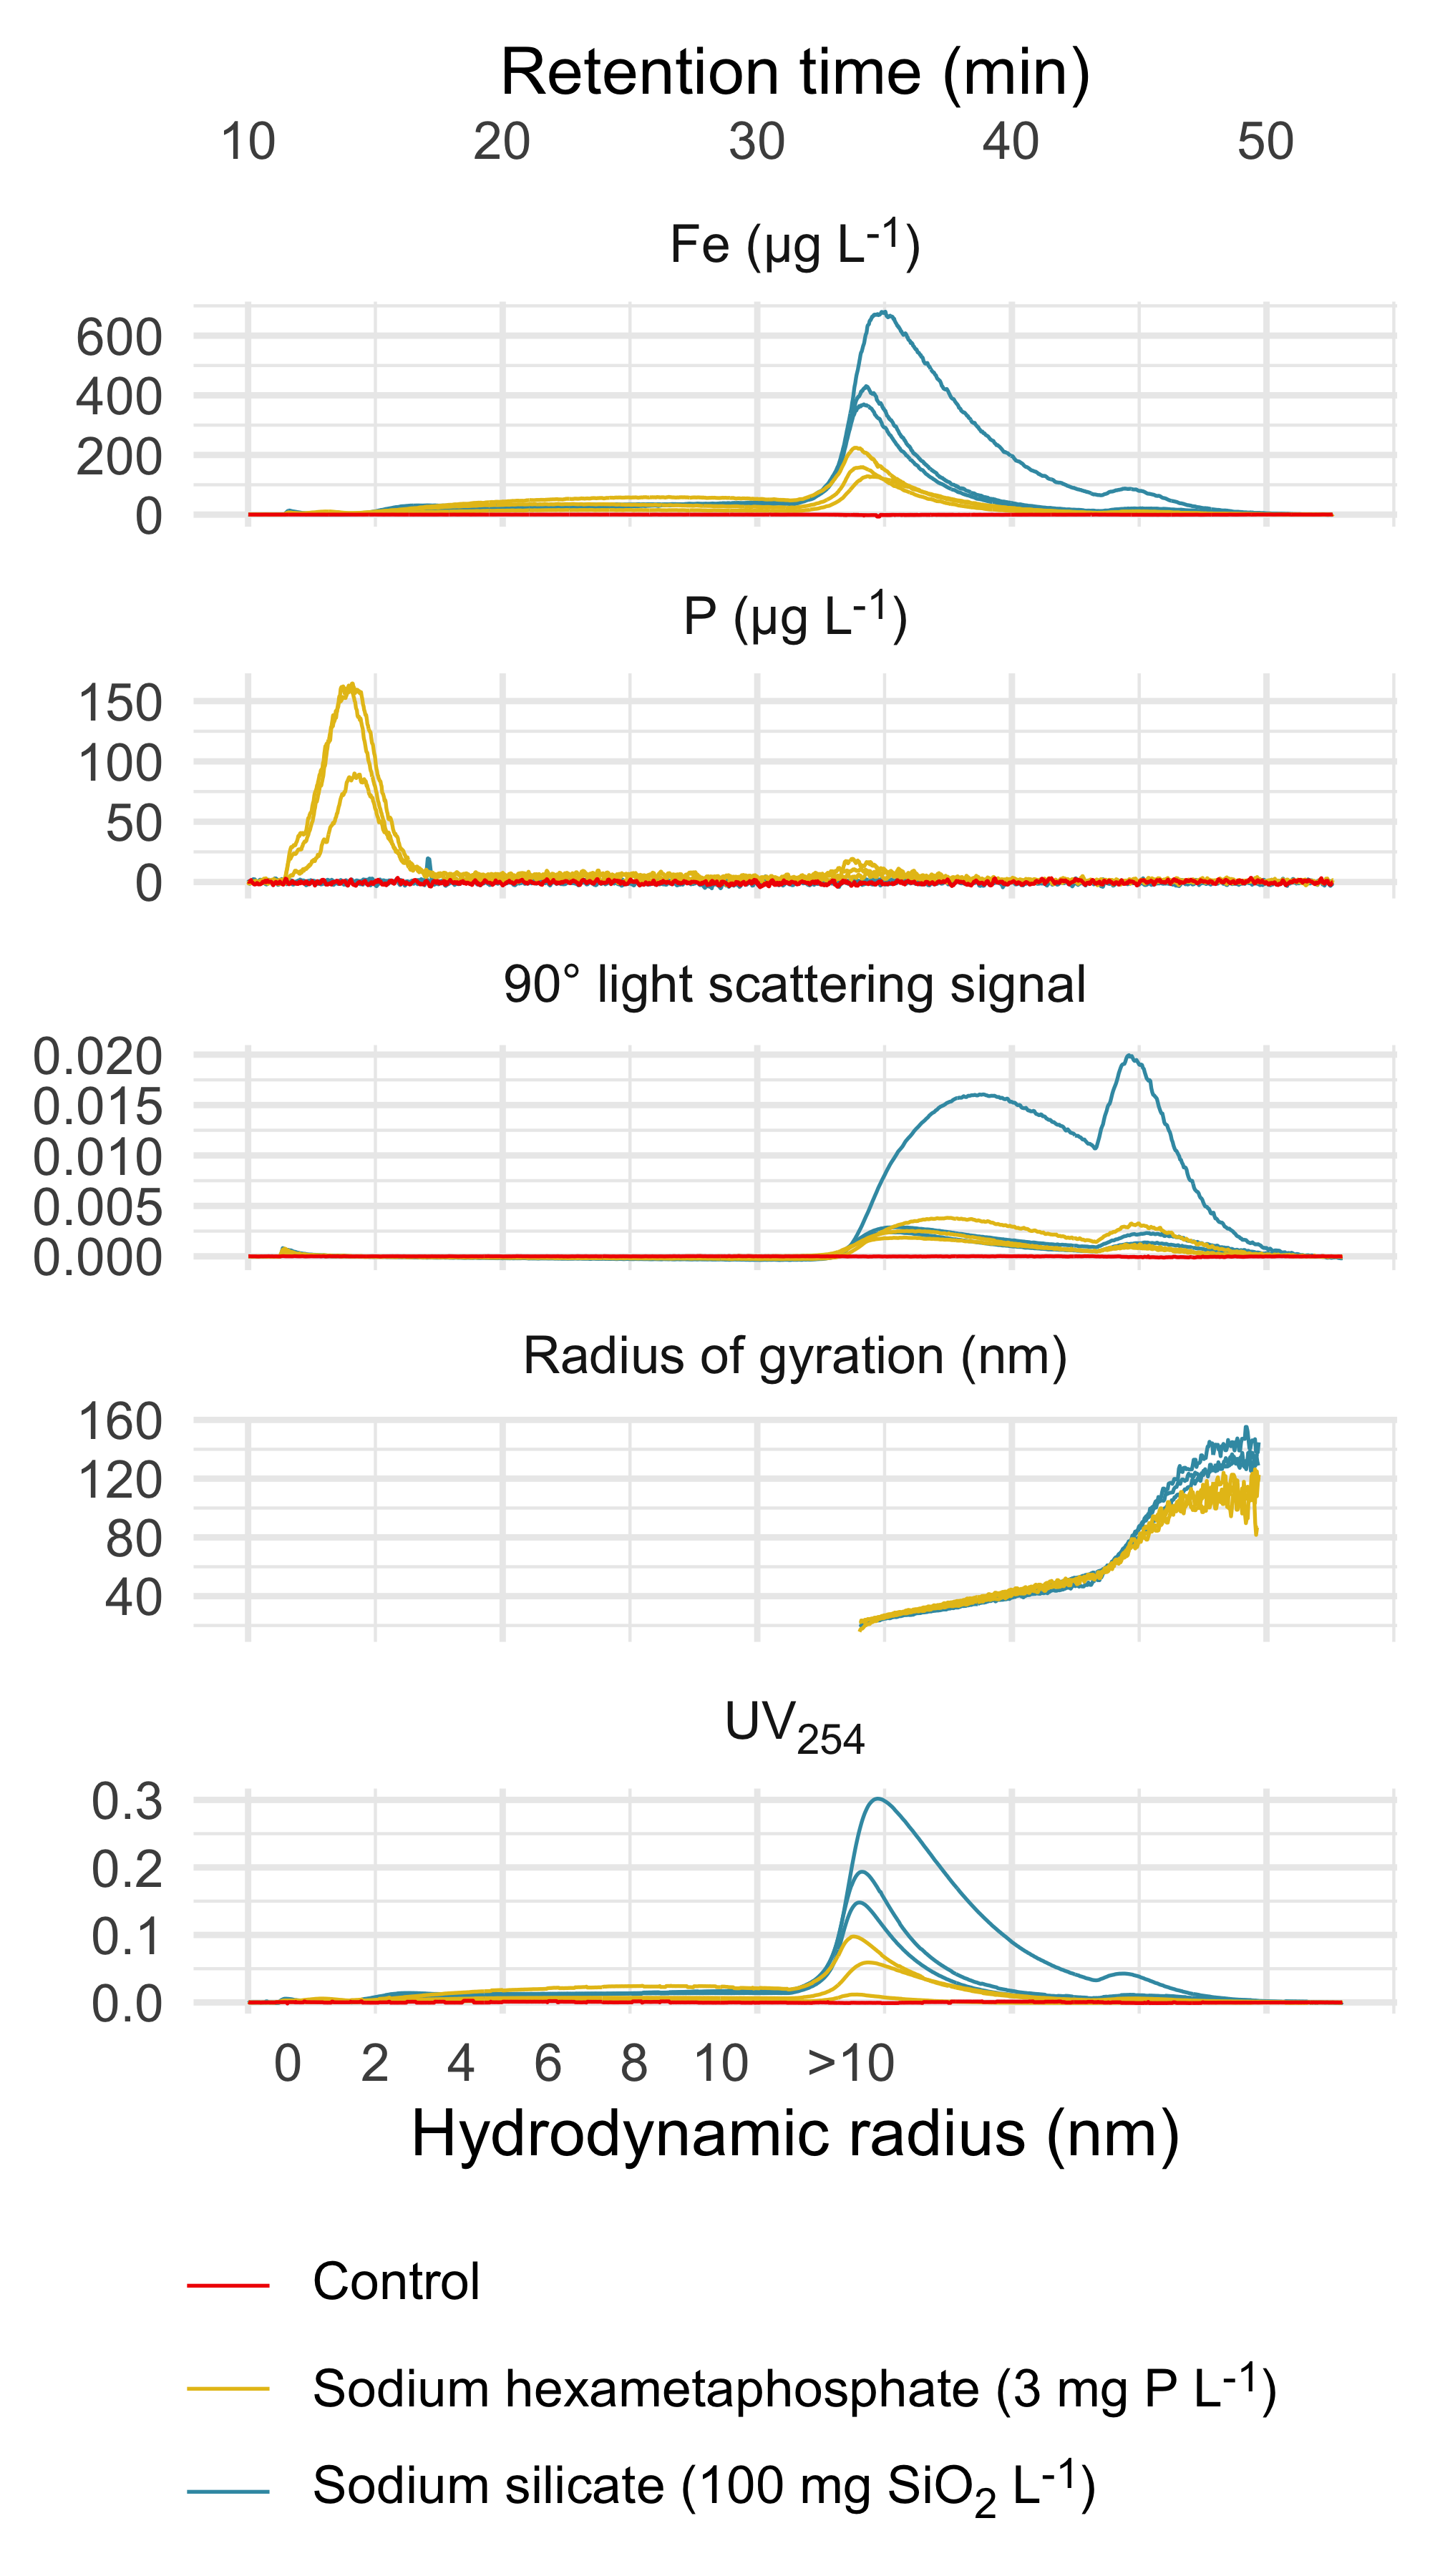 Retention time (min)
10 20 30 40 50
Fe (µg L⁻¹)
600
400
200
0
P (µg L⁻¹)
150
100
50
0
90° light scattering signal
0.020
0.015
0.010
0.005
0.000
Radius of gyration (nm)
160
120
80
40
UV₂₅₄
0.3
0.2
0.1
0.0
0 2 4 6 8 10 >10
Hydrodynamic radius (nm)
Control
Sodium hexametaphosphate (3 mg P L⁻¹)
Sodium silicate (100 mg SiO₂ L⁻¹)